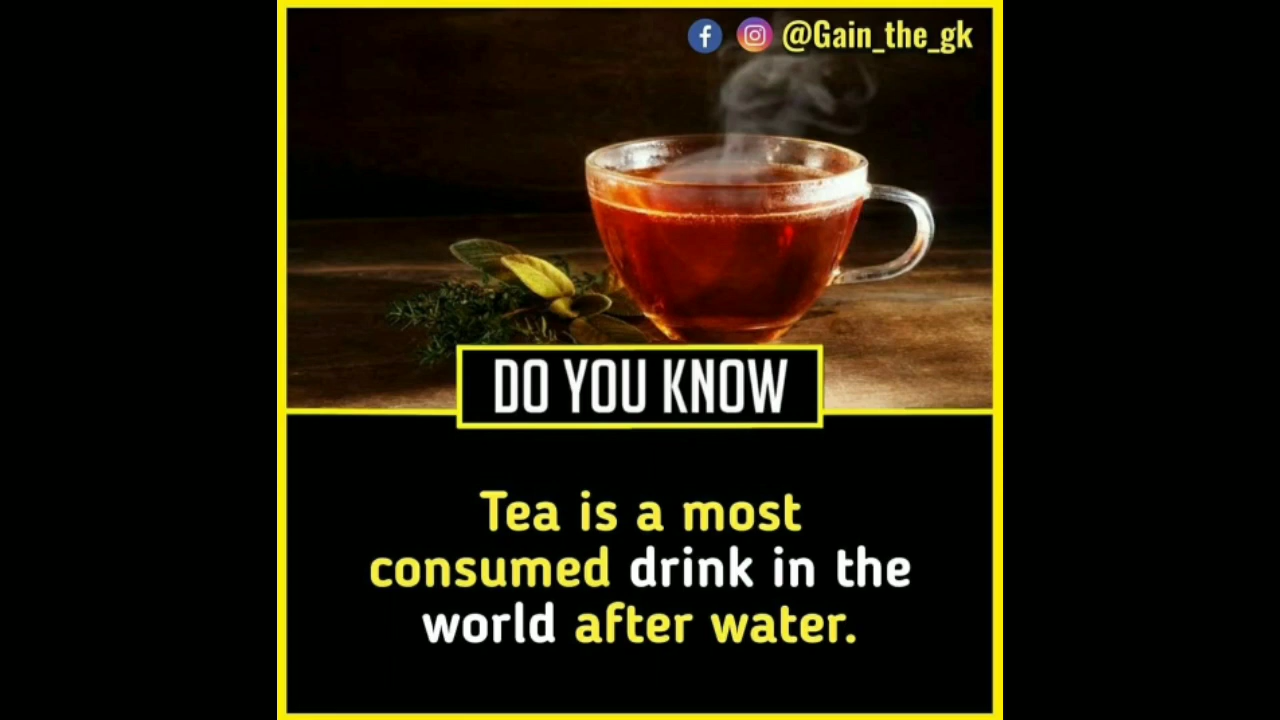 @Gain_the_gk
DO YOU KNOW
Tea is a most
consumed drink in the
world after water.